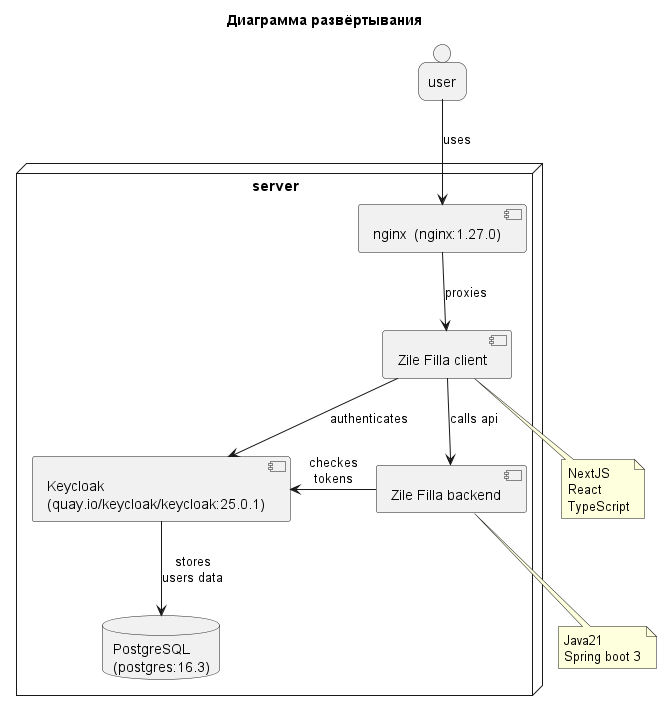 Диаграмма развёртывания
user
uses
server
nginx  (nginx:1.27.0)
proxies
Zile Filla client
authenticates
calls api
checkes
tokens
Keycloak
(quay.io/keycloak/keycloak:25.0.1)
Zile Filla backend
NextJS
React
TypeScript
stores
users data
PostgreSQL
(postgres:16.3)
Java21
Spring boot 3